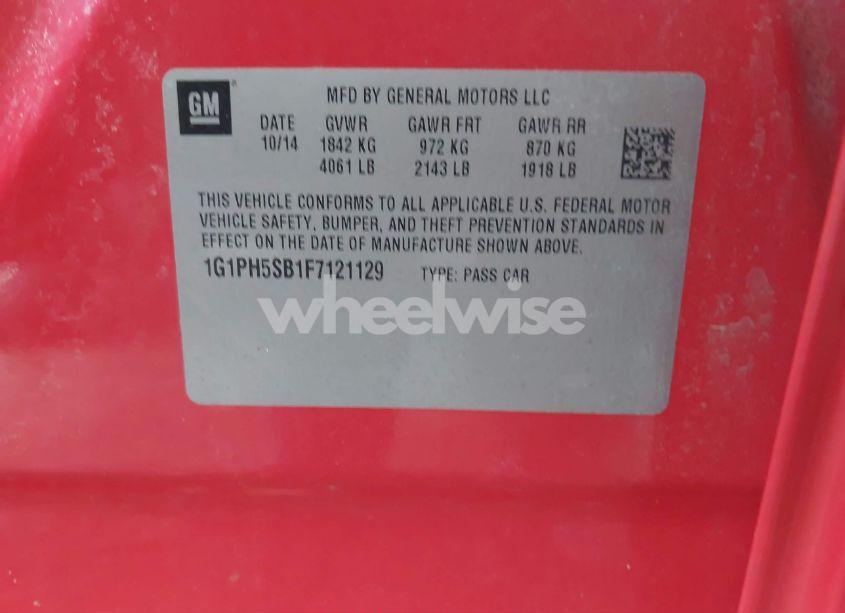 GM
MFD BY GENERAL MOTORS LLC
DATE GVWR GAWR FRT GAWR RR
10/14 1842 KG 972 KG 870 KG
4061 LB 2143 LB 1918 LB
THIS VEHICLE CONFORMS TO ALL APPLICABLE U.S. FEDERAL MOTOR
VEHICLE SAFETY, BUMPER, AND THEFT PREVENTION STANDARDS IN
EFFECT ON THE DATE OF MANUFACTURE SHOWN ABOVE.
1G1PH5SB1F7121129 TYPE: PASS CAR
wheelwise